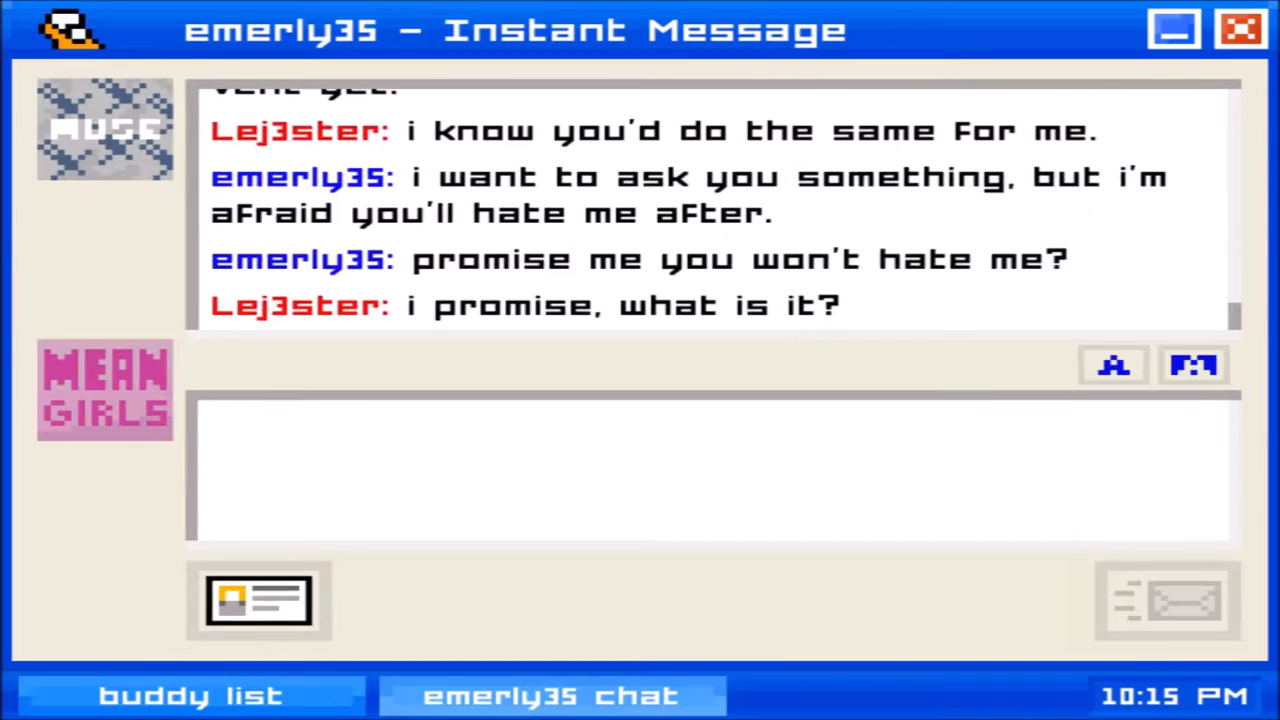 emerly35 - Instant Message
MUSE
Lej3ster: i know you'd do the same for me.
emerly35: i want to ask you something, but i'm
afraid you'll hate me after.
emerly35: promise me you won't hate me?
Lej3ster: i promise, what is it?
MEAN
GIRLS
A
buddy list
emerly35 chat
10:15 PM